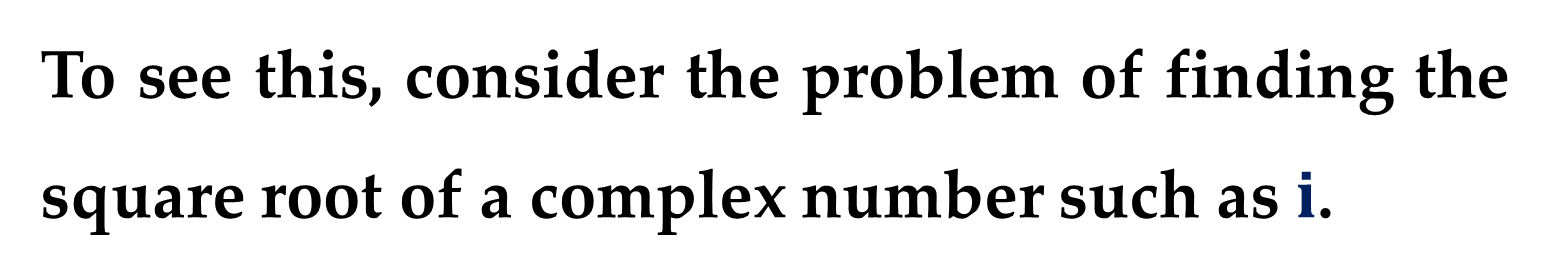 To see this, consider the problem of finding the
square root of a complex number such as i.